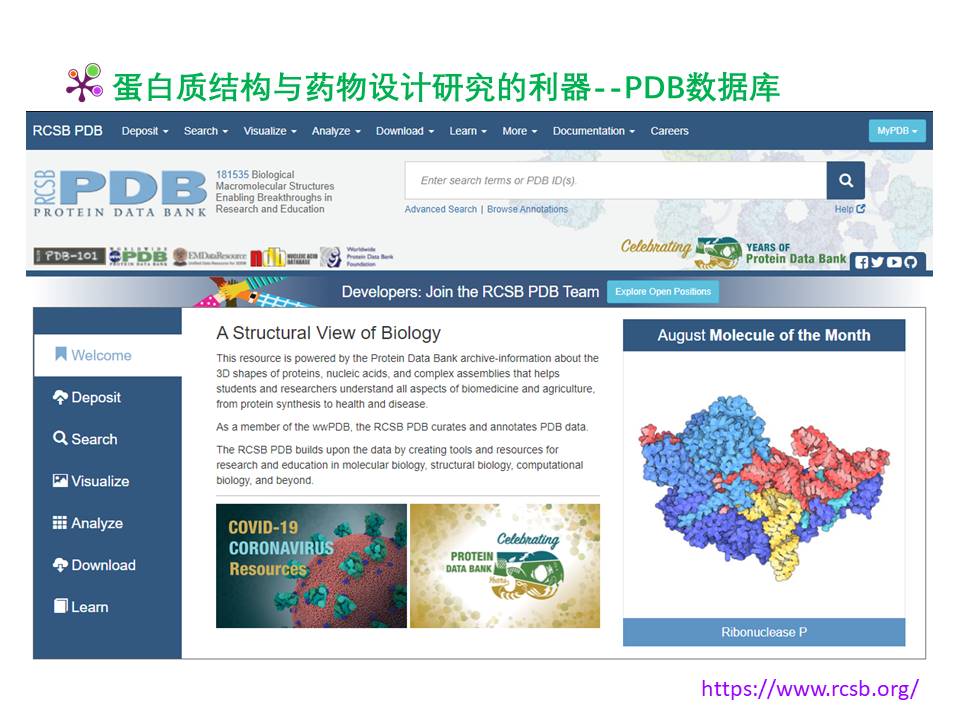 蛋白质结构与药物设计研究的利器--PDB数据库
RCSB PDB Deposit Search Visualize Analyze Download Learn More Documentation Careers MyPDB
RCSB PDB
PROTEIN DATA BANK
181535 Biological
Macromolecular Structures
Enabling Breakthroughs in
Research and Education
Enter search terms or PDB ID(s).
Advanced Search | Browse Annotations Help
PDB-101
WORLDWIDE PDB
PROTEIN DATA BANK
EMDataResource
Unified Data Resource for 3DEM
NUCLEIC ACID
DATABASE
Worldwide
Protein Data Bank
Foundation
Celebrating
YEARS OF
Protein Data Bank
Developers: Join the RCSB PDB Team Explore Open Positions
Welcome
Deposit
Search
Visualize
Analyze
Download
Learn
A Structural View of Biology
This resource is powered by the Protein Data Bank archive-information about the
3D shapes of proteins, nucleic acids, and complex assemblies that helps
students and researchers understand all aspects of biomedicine and agriculture,
from protein synthesis to health and disease.
As a member of the wwPDB, the RCSB PDB curates and annotates PDB data.
The RCSB PDB builds upon the data by creating tools and resources for
research and education in molecular biology, structural biology, computational
biology, and beyond.
COVID-19
CORONAVIRUS
Resources
Celebrating
PROTEIN
DATA BANK
Years
August Molecule of the Month
Ribonuclease P
https://www.rcsb.org/